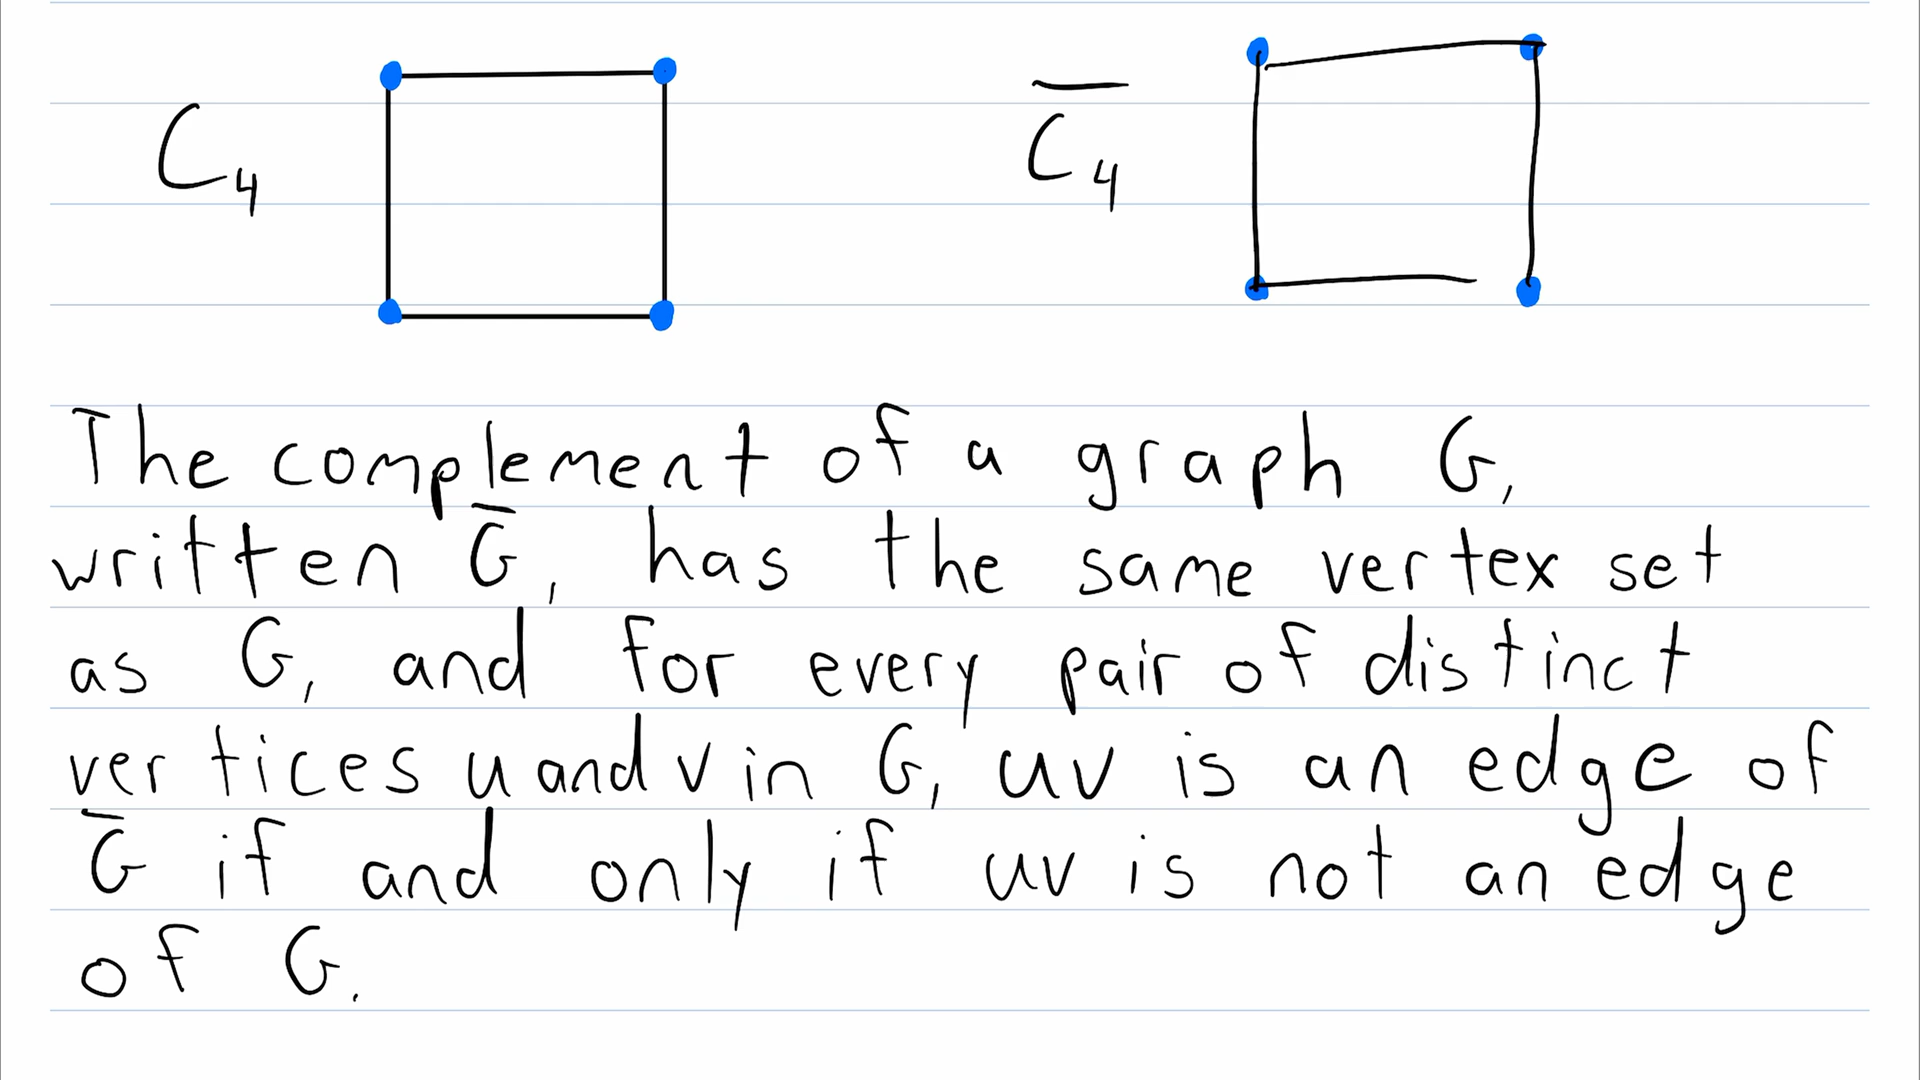 C₄
C̅₄
The complement of a graph G,
written G̅, has the same vertex set
as G, and for every pair of distinct
vertices u and v in G, uv is an edge of
G̅ if and only if uv is not an edge
of G.